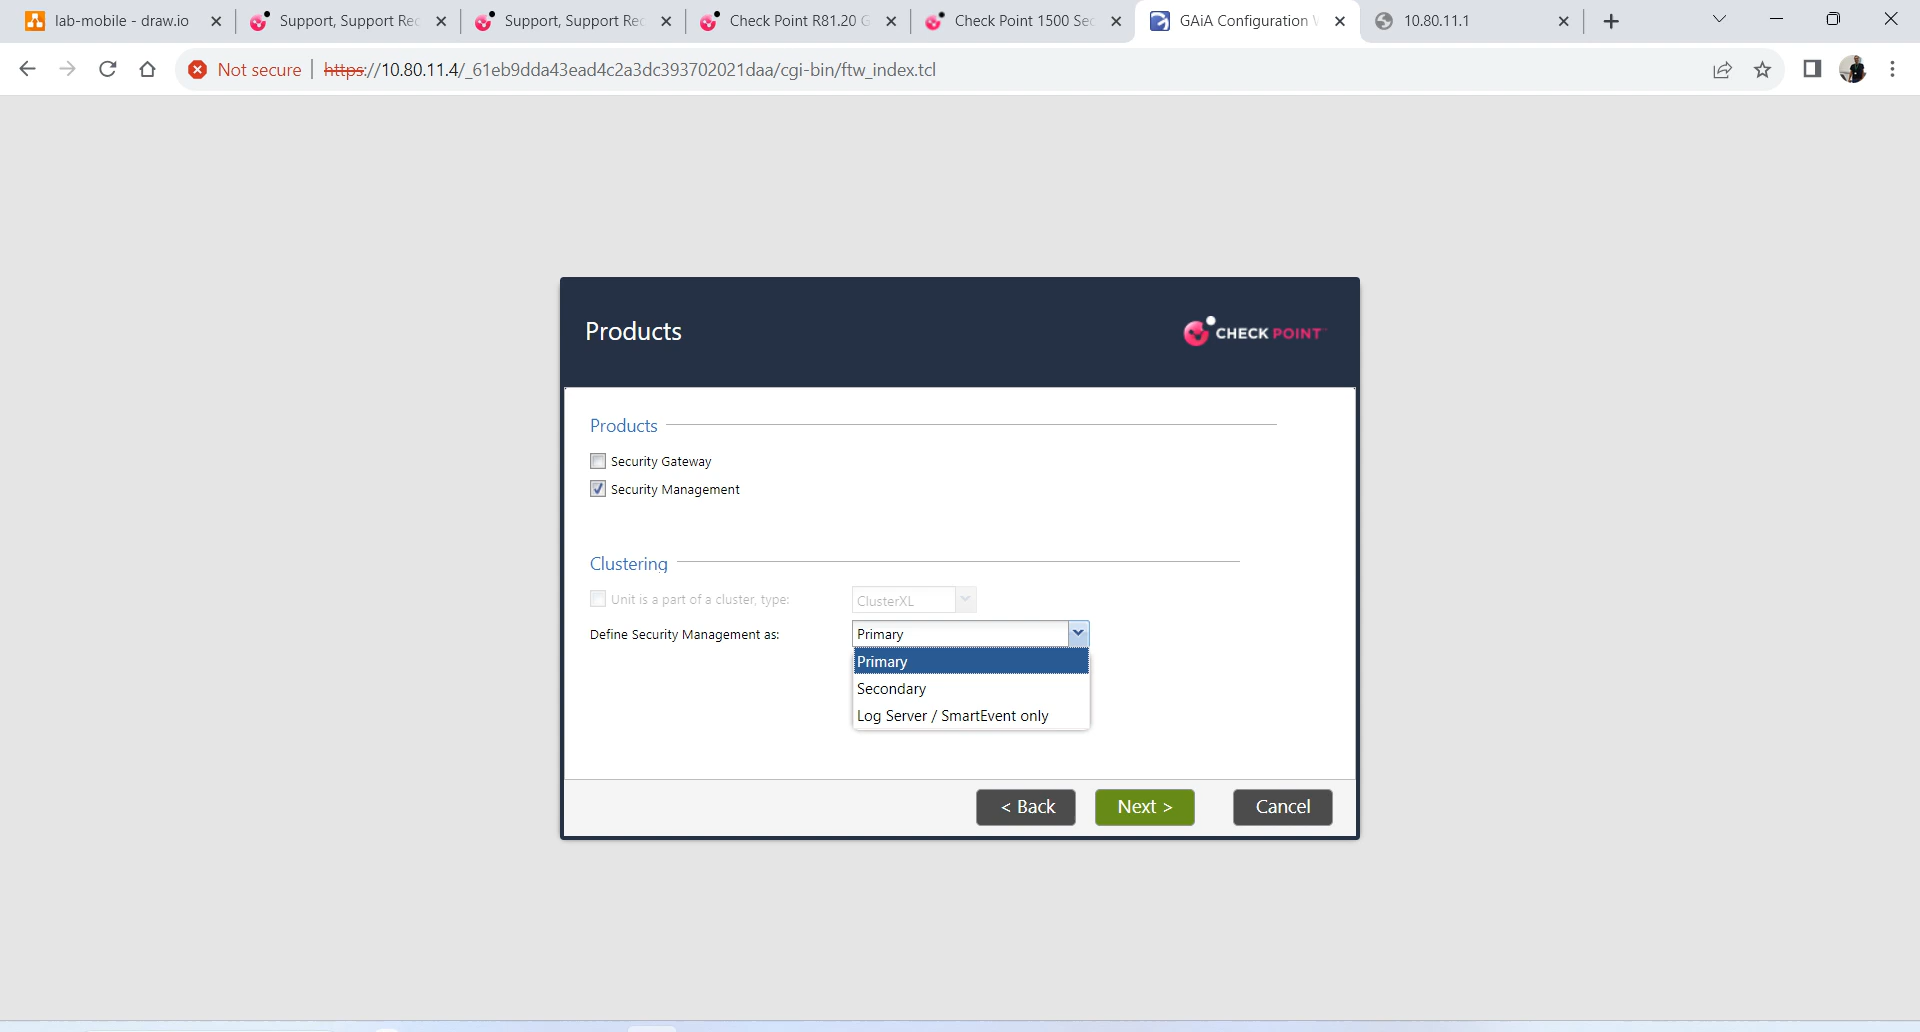 lab-mobile - draw.io
Support, Support Rec
Support, Support Rec
Check Point R81.20 G
Check Point 1500 Sec
GAiA Configuration W
10.80.11.1
Not secure | https://10.80.11.4/_61eb9dda43ead4c2a3dc393702021daa/cgi-bin/ftw_index.tcl
Products
CHECK POINT
Products
Security Gateway
Security Management
Clustering
Unit is a part of a cluster, type:
ClusterXL
Define Security Management as:
Primary
Primary
Secondary
Log Server / SmartEvent only
< Back
Next >
Cancel